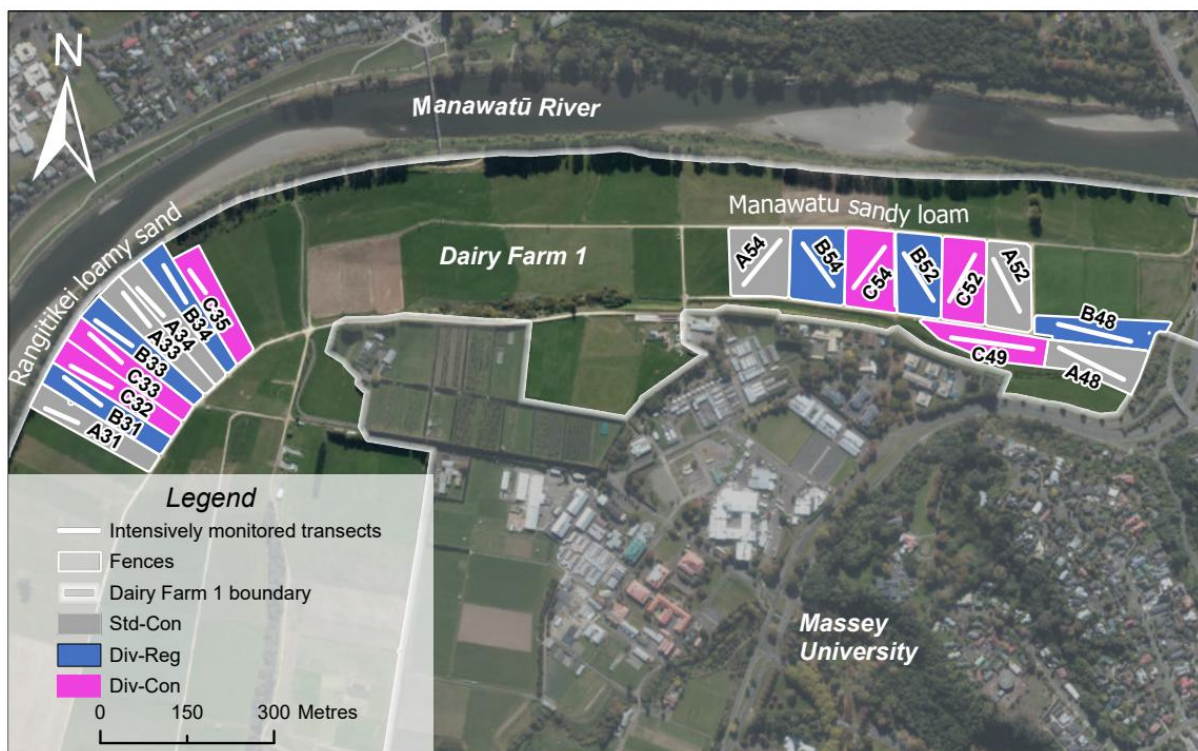 N
Manawatū River
Rangitikei loamy sand
Manawatu sandy loam
Dairy Farm 1
A54
B54
C54
B52
C52
A52
B48
C49
A48
C35
B34
A34
A33
B33
C33
C32
B31
A31
Massey
University
Legend
Intensively monitored transects
Fences
Dairy Farm 1 boundary
Std-Con
Div-Reg
Div-Con
0 150 300 Metres